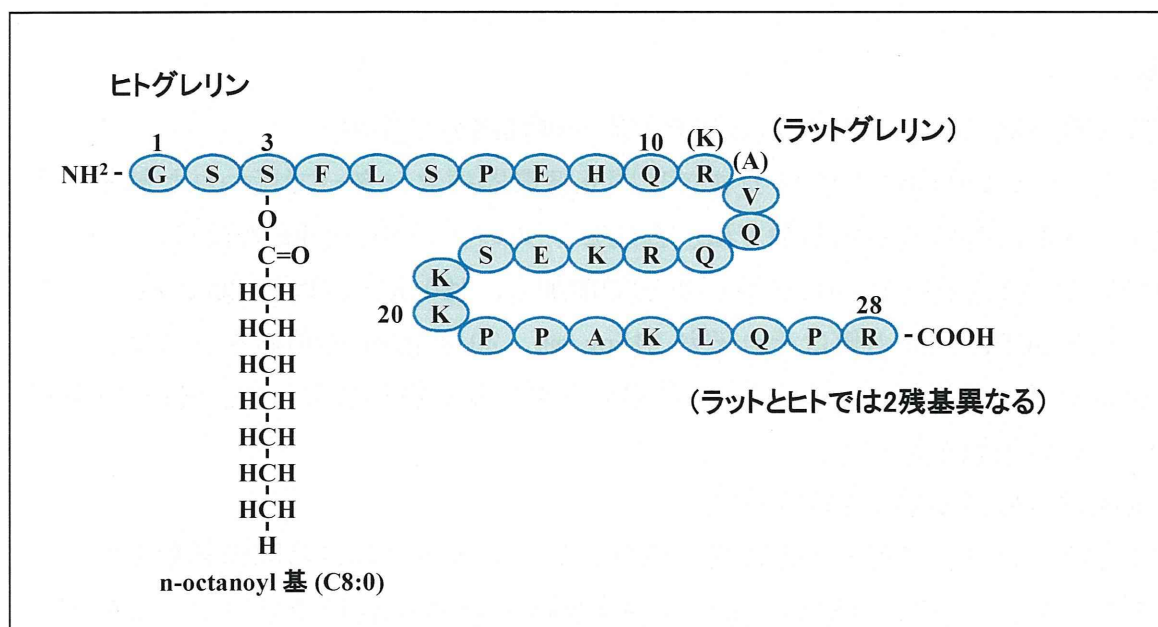 ヒトグレリン
(ラットグレリン)
1 3 10 (K) (A)
NH² - G S S F L S P E H Q R
V
Q
O
S E K R Q
C=O
K
HCH
K
20
HCH
P P A K L Q P R -COOH
28
HCH
HCH
(ラットとヒトでは2残基異なる)
HCH
HCH
HCH
H
n-octanoyl 基 (C8:0)